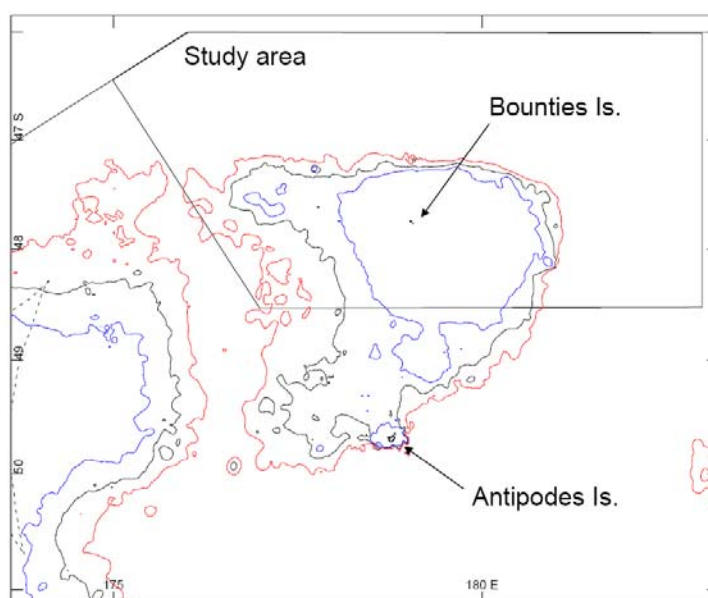 Study area
Bounties Is.
47 S
48
49
50
Antipodes Is.
175
180 E